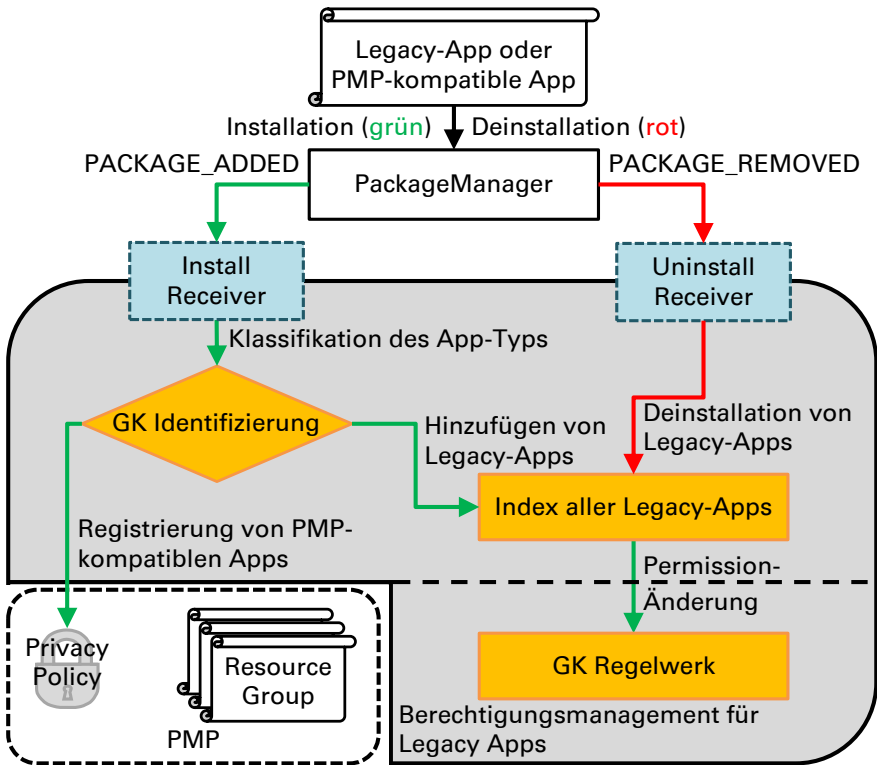 Legacy-App oder
PMP-kompatible App
Installation (grün)
Deinstallation (rot)
PACKAGE_ADDED
PACKAGE_REMOVED
PackageManager
Install
Receiver
Uninstall
Receiver
Klassifikation des App-Typs
GK Identifizierung
Hinzufügen von
Legacy-Apps
Deinstallation von
Legacy-Apps
Index aller Legacy-Apps
Registrierung von PMP-
kompatiblen Apps
Permission-
Änderung
Privacy
Policy
Resource
Group
PMP
GK Regelwerk
Berechtigungsmanagement für
Legacy Apps